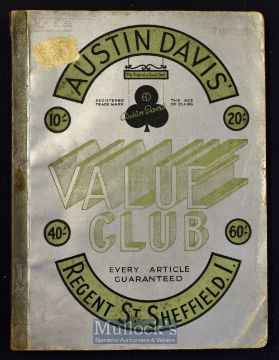 'AUSTIN DAVIS'
The Sign of a Good Deal
REGISTERED
TRADE MARK
THE ACE
OF CLUBS
AD
Austin Davis
10/-
20/-
VALUE
CLUB
40/-
60/-
EVERY ARTICLE
GUARANTEED
REGENT ST SHEFFIELD.1.
Mullock's
Specialist Auctioneers & Valuers